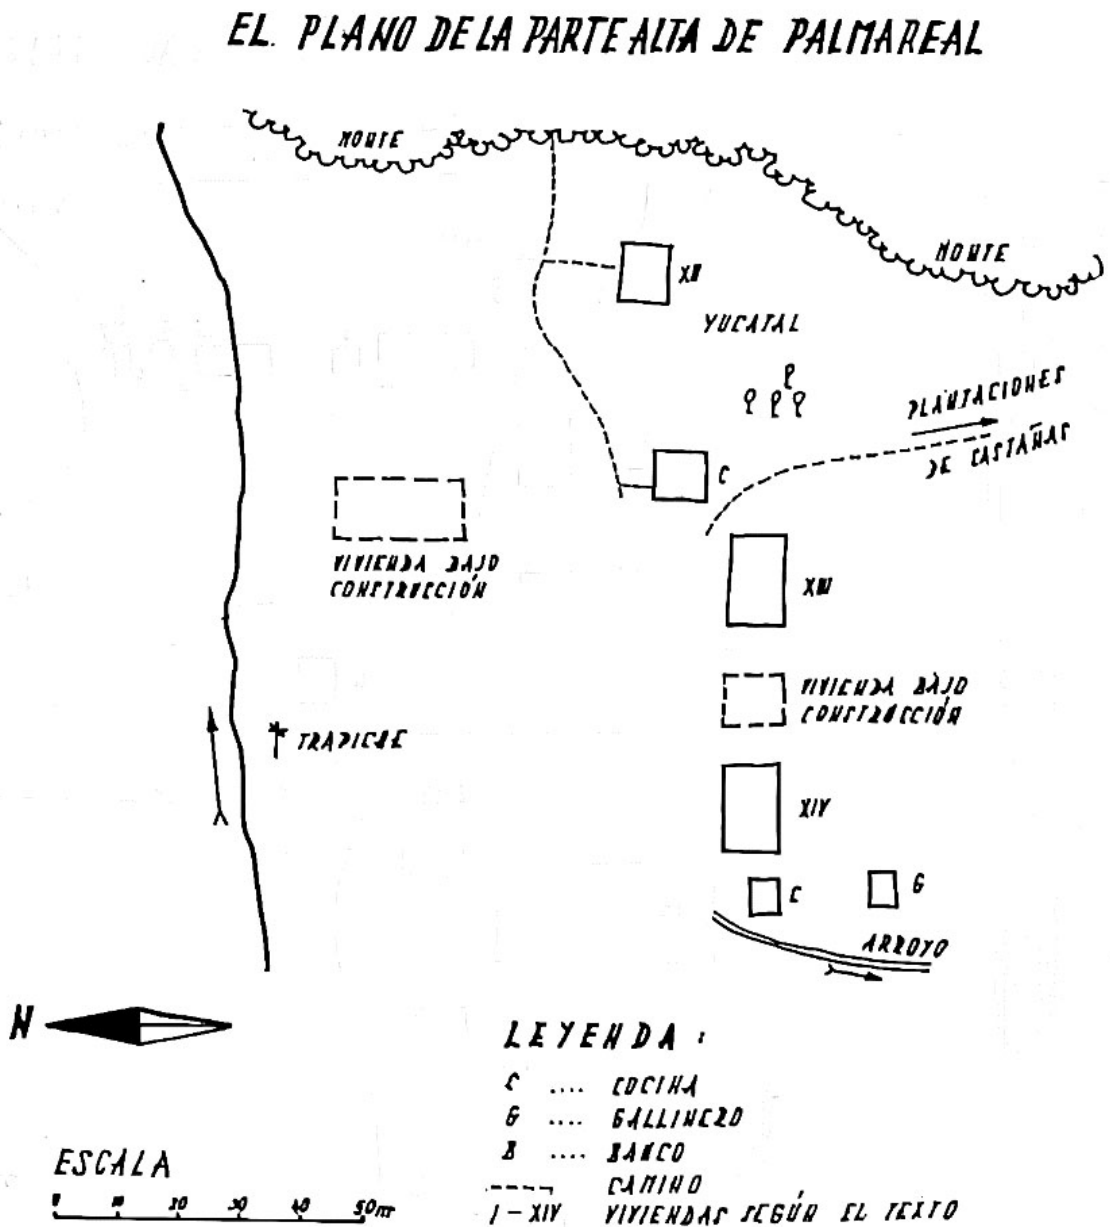 EL. PLANO DE LA PARTE ALTA DE PALMAREAL
MONTE
MONTE
XII
YUCATAL
PLANTACIONES
DE CASTAÑAS
C
VIVIENDA BAJO
CONSTRUCCIÓN
XIII
VIVIENDA BAJO
CONSTRUCCIÓN
TRAPICHE
XIV
C
G
ARROYO
N
LEYENDA :
C .... COCINA
G .... GALLINERO
B .... BANCO
CAMINO
I - XIV VIVIENDAS SEGÚN EL TEXTO
ESCALA
0 10 20 30 40 50m